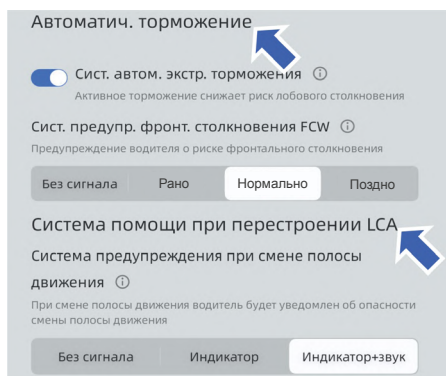 Автоматич. торможение
Сист. автом. экстр. торможения ⓘ
Активное торможение снижает риск лобового столкновения
Сист. предупр. фронт. столкновения FCW ⓘ
Предупреждение водителя о риске фронтального столкновения
Без сигнала Рано Нормально Поздно
Система помощи при перестроении LCA
Система предупреждения при смене полосы
движения ⓘ
При смене полосы движения водитель будет уведомлен об опасности
смены полосы движения
Без сигнала Индикатор Индикатор+звук